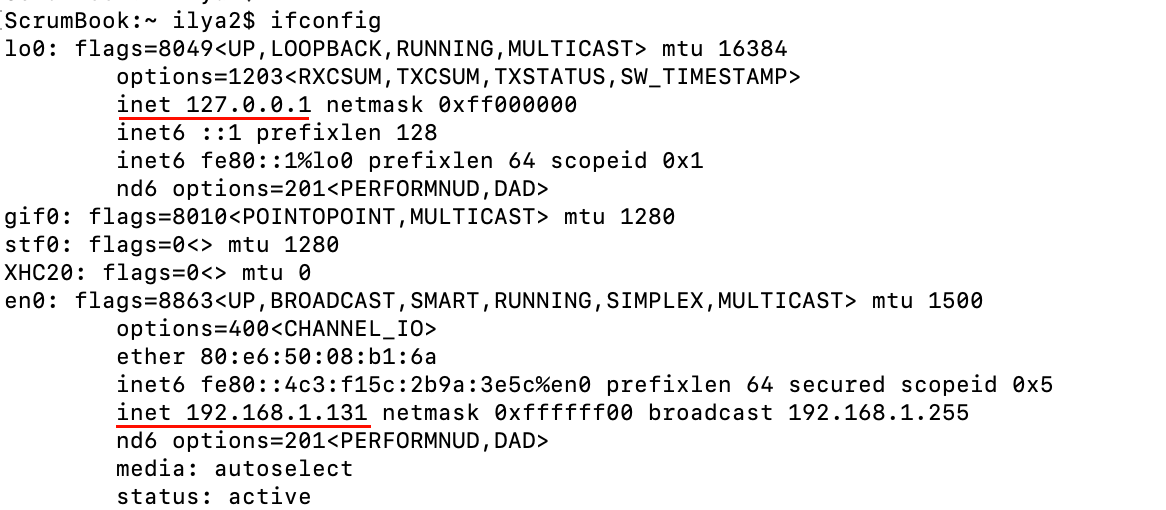 ScrumBook:~ ilya2$ ifconfig
lo0: flags=8049<UP,LOOPBACK,RUNNING,MULTICAST> mtu 16384
options=1203<RXCSUM,TXCSUM,TXSTATUS,SW_TIMESTAMP>
inet 127.0.0.1 netmask 0xff000000
inet6 ::1 prefixlen 128
inet6 fe80::1%lo0 prefixlen 64 scopeid 0x1
nd6 options=201<PERFORMNUD,DAD>
gif0: flags=8010<POINTOPOINT,MULTICAST> mtu 1280
stf0: flags=0<> mtu 1280
XHC20: flags=0<> mtu 0
en0: flags=8863<UP,BROADCAST,SMART,RUNNING,SIMPLEX,MULTICAST> mtu 1500
options=400<CHANNEL_IO>
ether 80:e6:50:08:b1:6a
inet6 fe80::4c3:f15c:2b9a:3e5c%en0 prefixlen 64 secured scopeid 0x5
inet 192.168.1.131 netmask 0xffffff00 broadcast 192.168.1.255
nd6 options=201<PERFORMNUD,DAD>
media: autoselect
status: active